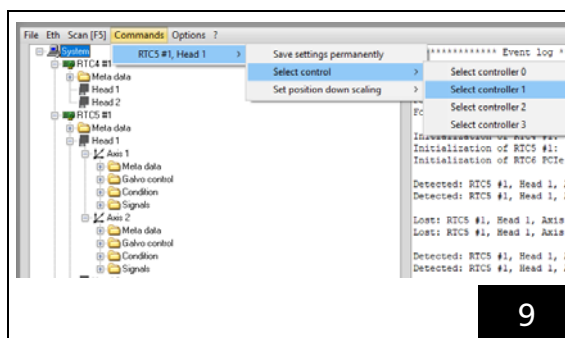 File Eth Scan [F5] Commands Options ?
System
RTC4 #1
Meta data
Head 1
Head 2
RTC5 #1
Meta data
Head 1
Axis 1
Meta data
Galvo control
Condition
Signals
Axis 2
Meta data
Galvo control
Condition
Signals
RTC5 #1, Head 1
Save settings permanently
Select control
Set position down scaling
Select controller 0
Select controller 1
Select controller 2
Select controller 3
************ Event log *
Initialization of RTC5 #1:
Initialization of RTC6 PCIe
Detected: RTC5 #1, Head 1,
Detected: RTC5 #1, Head 1,
Lost: RTC5 #1, Head 1, Axis
Lost: RTC5 #1, Head 1, Axis
Detected: RTC5 #1, Head 1,
Detected: RTC5 #1, Head 1,
9